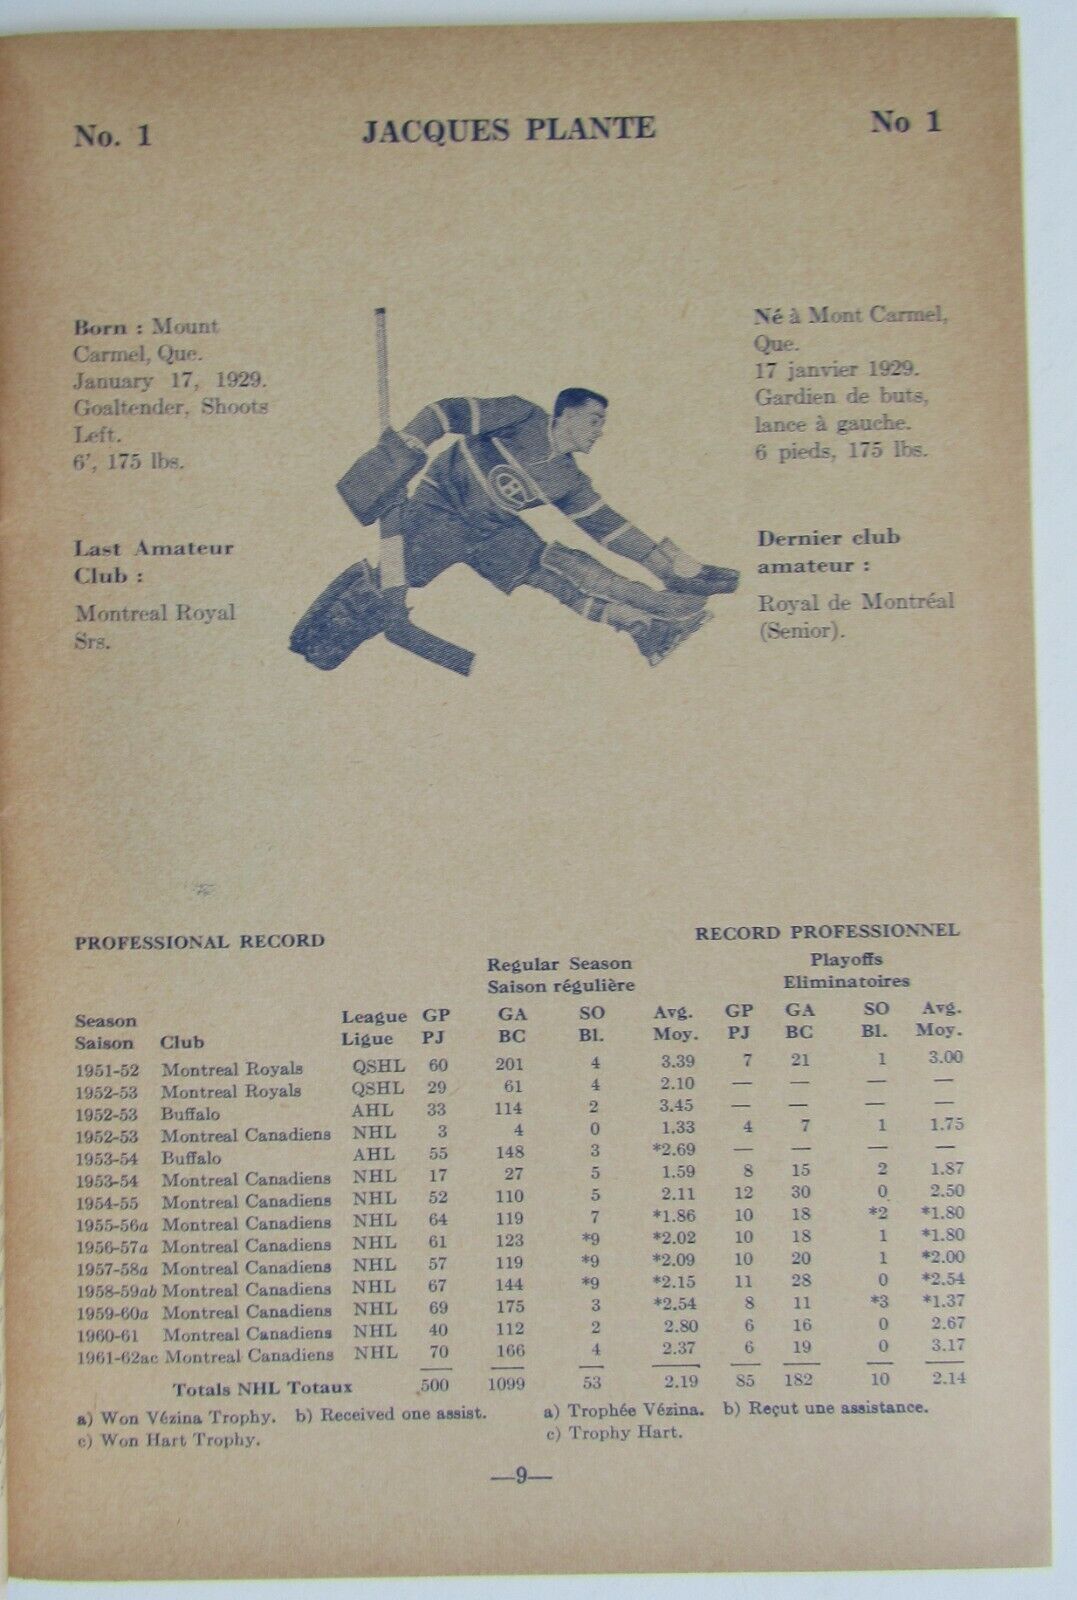 No. 1 JACQUES PLANTE No 1
Born : Mount
Carmel, Que.
January 17, 1929.
Goaltender, Shoots
Left.
6', 175 lbs.
Last Amateur
Club :
Montreal Royal
Srs.
Né à Mont Carmel,
Que.
17 janvier 1929.
Gardien de buts,
lance à gauche.
6 pieds, 175 lbs.
Dernier club
amateur :
Royal de Montréal
(Senior).
PROFESSIONAL RECORD RECORD PROFESSIONNEL
Regular Season Playoffs
Saison régulière Eliminatoires
Season League GP GA SO Avg. GP GA SO Avg.
Saison Club Ligue PJ BC Bl. Moy. PJ BC Bl. Moy.
1951-52 Montreal Royals QSHL 60 201 4 3.39 7 21 1 3.00
1952-53 Montreal Royals QSHL 29 61 4 2.10 — — — —
1952-53 Buffalo AHL 33 114 2 3.45 — — — —
1952-53 Montreal Canadiens NHL 3 4 0 1.33 4 7 1 1.75
1953-54 Buffalo AHL 55 148 3 *2.69 — — — —
1953-54 Montreal Canadiens NHL 17 27 5 1.59 8 15 2 1.87
1954-55 Montreal Canadiens NHL 52 110 5 2.11 12 30 0 2.50
1955-56a Montreal Canadiens NHL 64 119 7 *1.86 10 18 *2 *1.80
1956-57a Montreal Canadiens NHL 61 123 *9 *2.02 10 18 1 *1.80
1957-58a Montreal Canadiens NHL 57 119 *9 *2.09 10 20 1 *2.00
1958-59ab Montreal Canadiens NHL 67 144 *9 *2.15 11 28 0 *2.54
1959-60a Montreal Canadiens NHL 69 175 3 *2.54 8 11 *3 *1.37
1960-61 Montreal Canadiens NHL 40 112 2 2.80 6 16 0 2.67
1961-62ac Montreal Canadiens NHL 70 166 4 2.37 6 19 0 3.17
Totals NHL Totaux 500 1099 53 2.19 85 182 10 2.14
a) Won Vézina Trophy. b) Received one assist. a) Trophée Vézina. b) Reçut une assistance.
c) Won Hart Trophy. c) Trophy Hart.
—9—